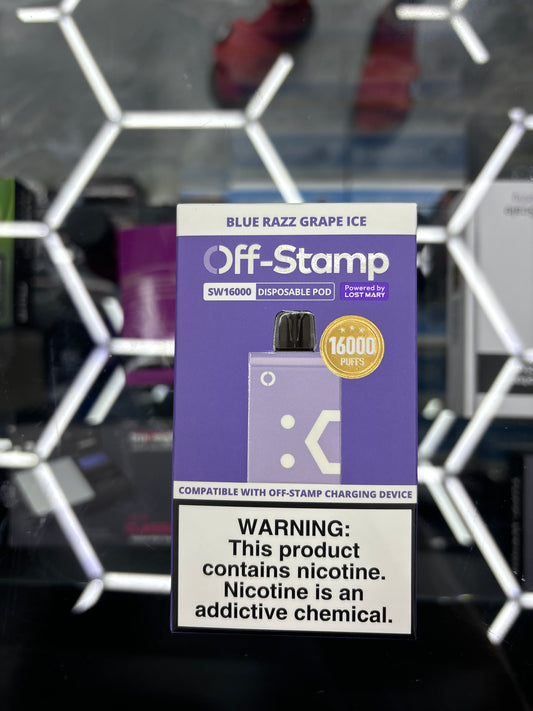 BLUE RAZZ GRAPE ICE
Off-Stamp
SW16000 DISPOSABLE POD
Powered by
LOST MARY
16000
PUFFS
COMPATIBLE WITH OFF-STAMP CHARGING DEVICE
WARNING:
This product
contains nicotine.
Nicotine is an
addictive chemical.